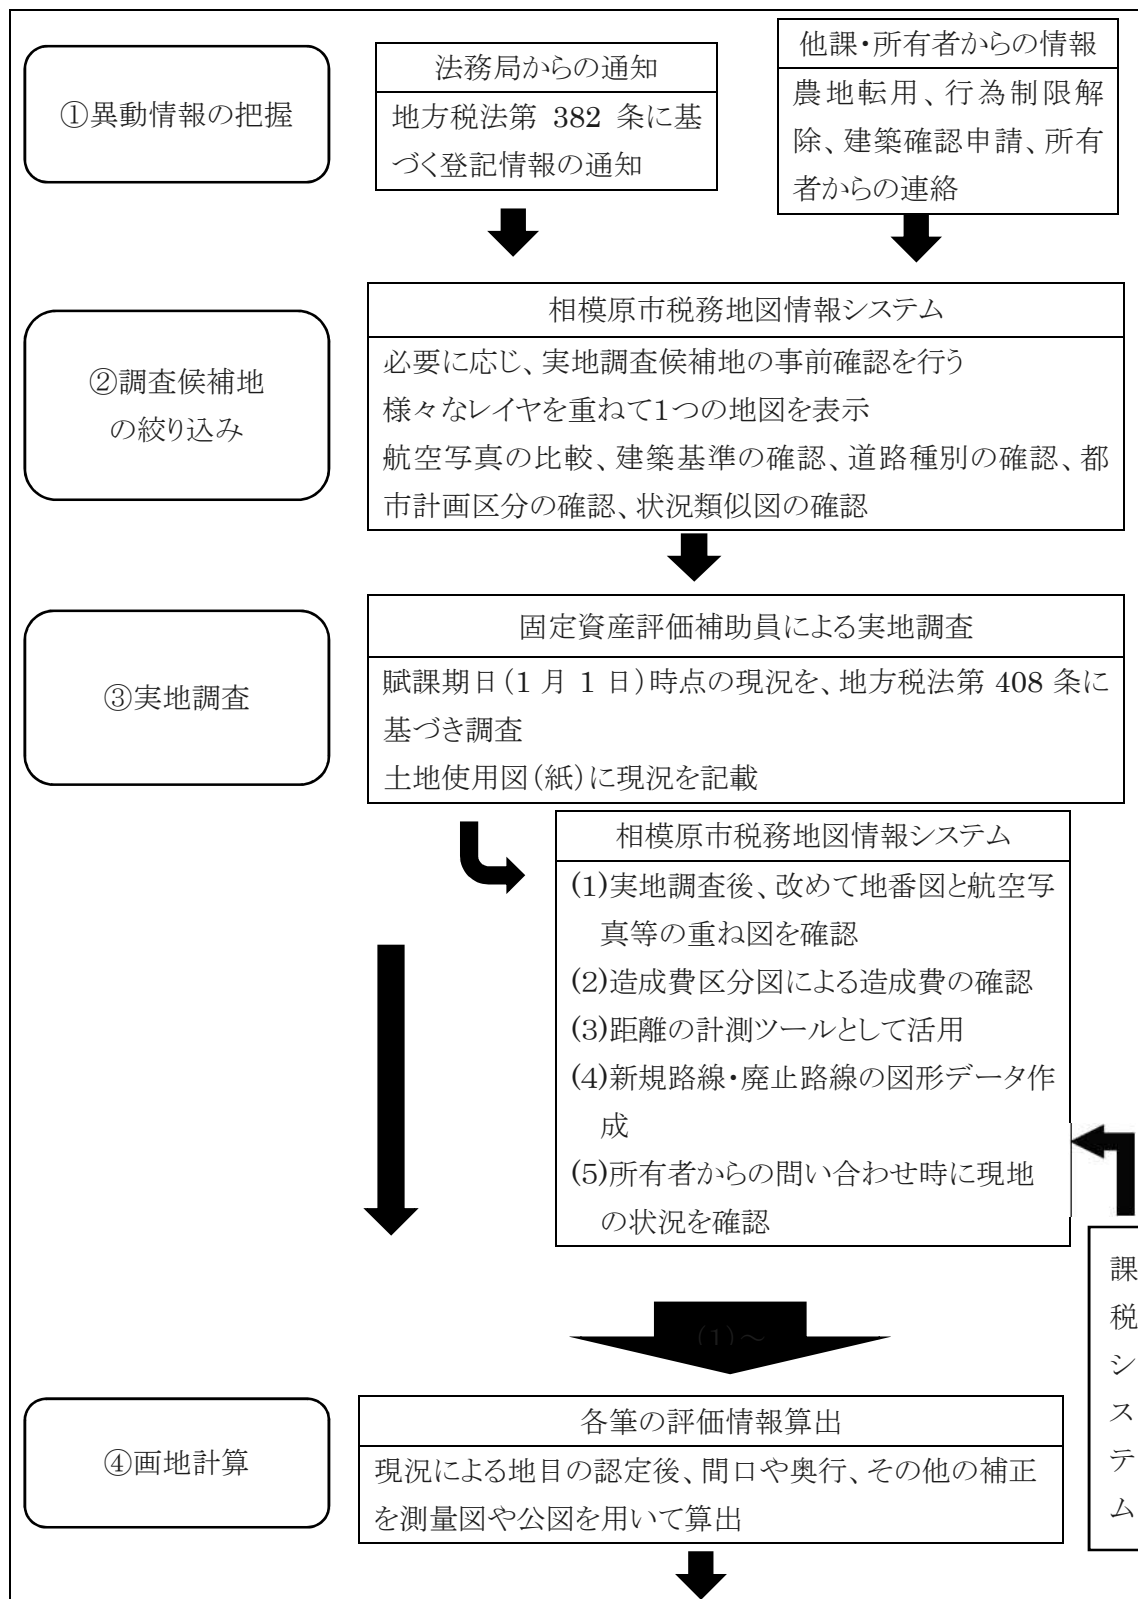 ①異動情報の把握
法務局からの通知
地方税法第 382 条に基
づく登記情報の通知
他課・所有者からの情報
農地転用、行為制限解
除、建築確認申請、所有
者からの連絡
②調査候補地
の絞り込み
相模原市税務地図情報システム
必要に応じ、実地調査候補地の事前確認を行う
様々なレイヤを重ねて1つの地図を表示
航空写真の比較、建築基準の確認、道路種別の確認、都
市計画区分の確認、状況類似図の確認
③実地調査
固定資産評価補助員による実地調査
賦課期日(1 月 1 日)時点の現況を、地方税法第 408 条に
基づき調査
土地使用図(紙)に現況を記載
相模原市税務地図情報システム
(1)実地調査後、改めて地番図と航空写
真等の重ね図を確認
(2)造成費区分図による造成費の確認
(3)距離の計測ツールとして活用
(4)新規路線・廃止路線の図形データ作
成
(5)所有者からの問い合わせ時に現地
の状況を確認
課
税
シ
ス
テ
ム
(1)~
④画地計算
各筆の評価情報算出
現況による地目の認定後、間口や奥行、その他の補正
を測量図や公図を用いて算出